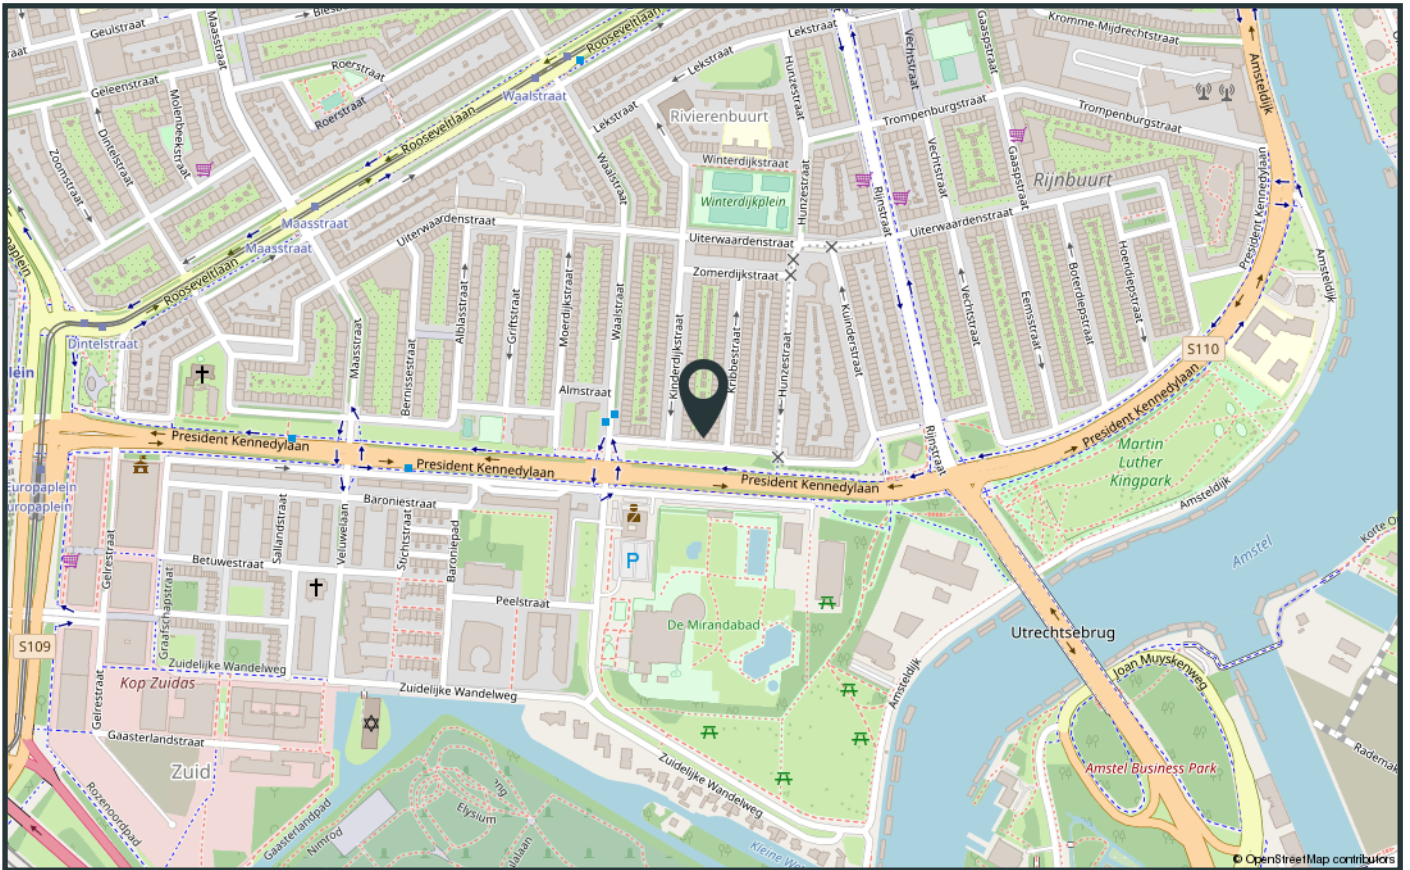 Geulstraat
Maasstraat
Roerstraat
Geleenstraat
Molenbeekstraat
Roerstraat
Dintelstraat
Zoomstraat
Rooseveltlaan
Waalstraat
Rooseveltlaan
Lekstraat
Lekstraat
Lekstraat
Hunzestraat
Rivierenbuurt
Winterdijkstraat
Winterdijkplein
Hunzestraat
Waalstraat
Vechtstraat
Gaaspstraat
Kromme-Mijdrechtstraat
Amsteldijk
Trompenburgstraat
Trompenburgstraat
Vechtstraat
Gaaspstraat
Rijnbuurt
Rijnstraat
President Kennedylaan
Maasstraat
Maasstraat
Uiterwaardenstraat
Uiterwaardenstraat
Uiterwaardenstraat
Zomerdijkstraat
Rooseveltlaan
Dintelstraat
Maasstraat
Bernissestraat
Alblasstraat
Griftstraat
Moerdijkstraat
Waalstraat
Almstraat
Kinderdijkstraat
Kribbestraat
Hunzestraat
Kuinderstraat
Vechtstraat
Eemsstraat
Boterdiepstraat
Hoendiepstraat
Amsteldijk
S110
President Kennedylaan
President Kennedylaan
President Kennedylaan
President Kennedylaan
Rijnstraat
Martin
Luther
Kingpark
Amsteldijk
Amstel
Europaplein
Baroniestraat
Gelrestraat
Sallandstraat
Veluwelaan
Stichtstraat
Baroniepad
Betuwestraat
Graafschapstraat
Peelstraat
P
De Mirandabad
Utrechtsebrug
S109
Zuidelijke Wandelweg
Kop Zuidas
Gelrestraat
Zuidelijke Wandelweg
Gaasterlandstraat
Zuid
Rozenoordpad
Gaasterlandpad
Nimrod
Elysium
Zuidelijke Wandelweg
Amsteldijk
Joan Muyskenweg
Amstel Business Park
© OpenStreetMap contributors